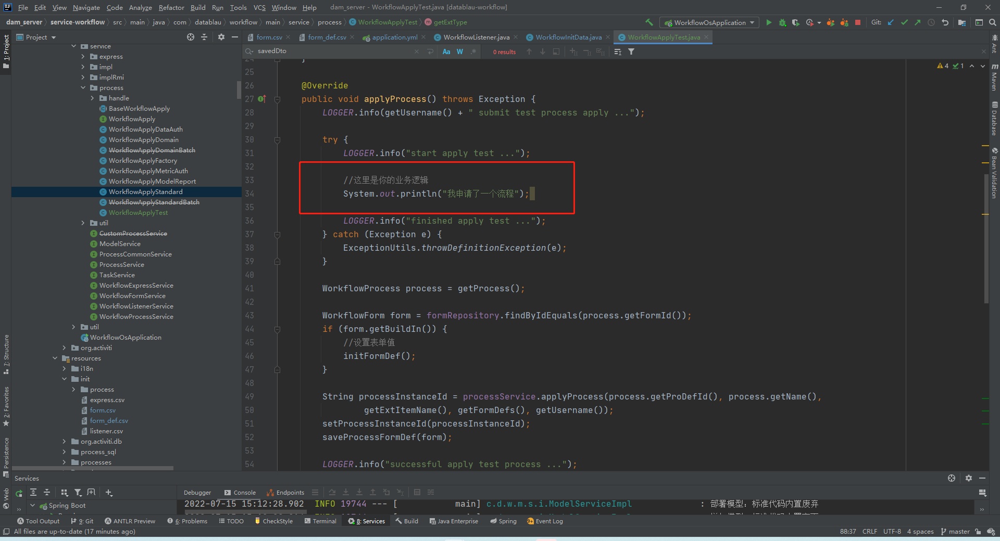 File Edit View Navigate Code Analyze Refactor Build Run Tools VCS Window Help dam_server - WorkflowApplyTest.java [datablau-workflow]
dam_server service-workflow src main java com datablau workflow main service process WorkflowApplyTest getExtType WorkflowOsApplication Git:
Project form.csv form_def.csv application.yml WorkflowListener.java WorkflowInitData.java WorkflowApplyTest.java
savedDto Aa W 0 results
service
express
impl
implRmi
process
handle
BaseWorkflowApply
WorkflowApply
WorkflowApplyDataAuth
WorkflowApplyDomain
WorkflowApplyDomainBatch
WorkflowApplyFactory
WorkflowApplyMetricAuth
WorkflowApplyModelReport
WorkflowApplyStandard
WorkflowApplyStandardBatch
WorkflowApplyTest
util
CustomProcessService
ModelService
ProcessCommonService
ProcessService
TaskService
WorkflowExpressService
WorkflowFormService
WorkflowListenerService
WorkflowProcessService
util
WorkflowOsApplication
org.activiti
resources
i18n
init
process
express.csv
form.csv
form_def.csv
listener.csv
org.activiti.db
process_sql
processes
24 }
25
26 @Override
27 public void applyProcess() throws Exception {
28 LOGGER.info(getUsername() + " submit test process apply ...");
29
30 try {
31 LOGGER.info("start apply test ...");
32
33 //这里是你的业务逻辑
34 System.out.println("我申请了一个流程");
35
36 LOGGER.info("finished apply test ...");
37 } catch (Exception e) {
38 ExceptionUtils.throwDefinitionException(e);
39 }
40
41 WorkflowProcess process = getProcess();
42
43 WorkflowForm form = formRepository.findByIdEquals(process.getFormId());
44 if (form.getBuildIn()) {
45 //设置表单值
46 initFormDef();
47 }
48
49 String processInstanceId = processService.applyProcess(process.getProDefId(), process.getName(),
50 getExtItemName(), getFormDefs(), getUsername());
51 setProcessInstanceId(processInstanceId);
52 saveProcessFormDef(form);
53
54 LOGGER.info("successful apply test process ...");
4 1
1: Project
7: Structure
2: Favorites
Persistence
Web
Ant
Maven
Database
Bean Validation
Services
Debugger Console Endpoints
Spring Boot
2022-07-15 15:12:28.902 INFO 19744 --- [ main] c.d.w.m.s.i.ModelServiceImpl : 部署模型：标准代码内置废弃
Tool Output 9: Git ANTLR Preview 6: Problems TODO CheckStyle Terminal 8: Services Build Java Enterprise Spring Event Log
All files are up-to-date (17 minutes ago) 88:37 CRLF UTF-8 4 spaces master